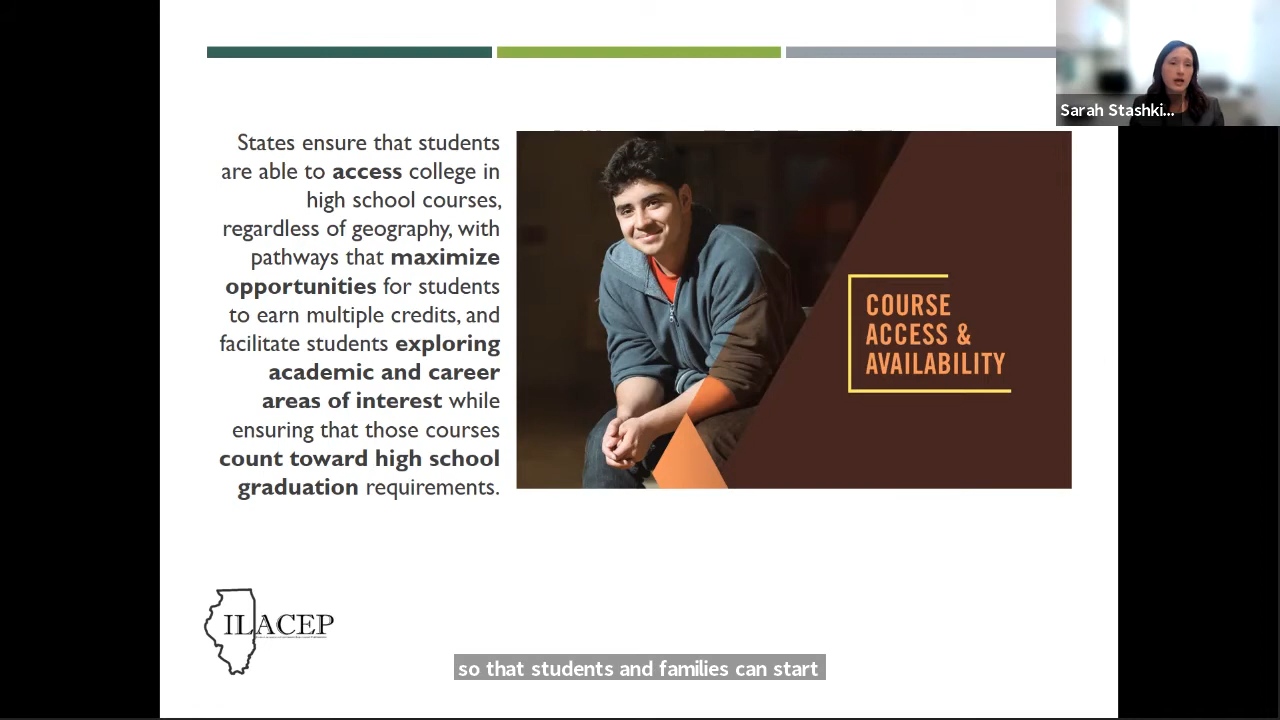 Sarah Stashki...
States ensure that students
are able to access college in
high school courses,
regardless of geography, with
pathways that maximize
opportunities for students
to earn multiple credits, and
facilitate students exploring
academic and career
areas of interest while
ensuring that those courses
count toward high school
graduation requirements.
COURSE
ACCESS &
AVAILABILITY
ILACEP
so that students and families can start